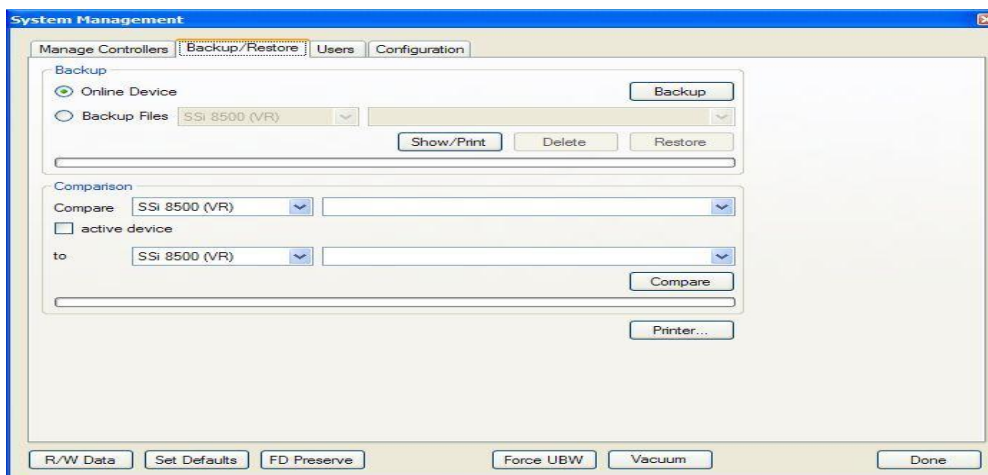 System Management
Manage Controllers Backup/Restore Users Configuration
Backup
Online Device Backup
Backup Files SSi 8500 (VR)
Show/Print Delete Restore
Comparison
Compare SSi 8500 (VR)
active device
to SSi 8500 (VR)
Compare
Printer...
R/W Data Set Defaults FD Preserve Force UBW Vacuum Done